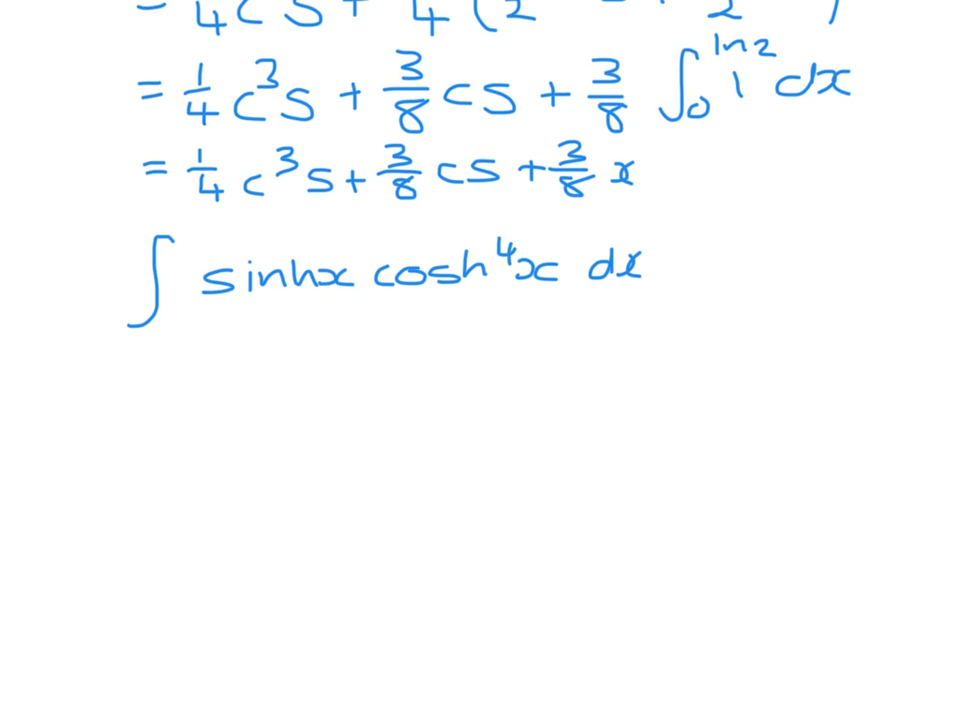 = 1/4 c³s + 3/8 cs + 3/8 ∫₀^ln2 1 dx
= 1/4 c³s + 3/8 cs + 3/8 x
∫ sinhx cosh⁴x dx